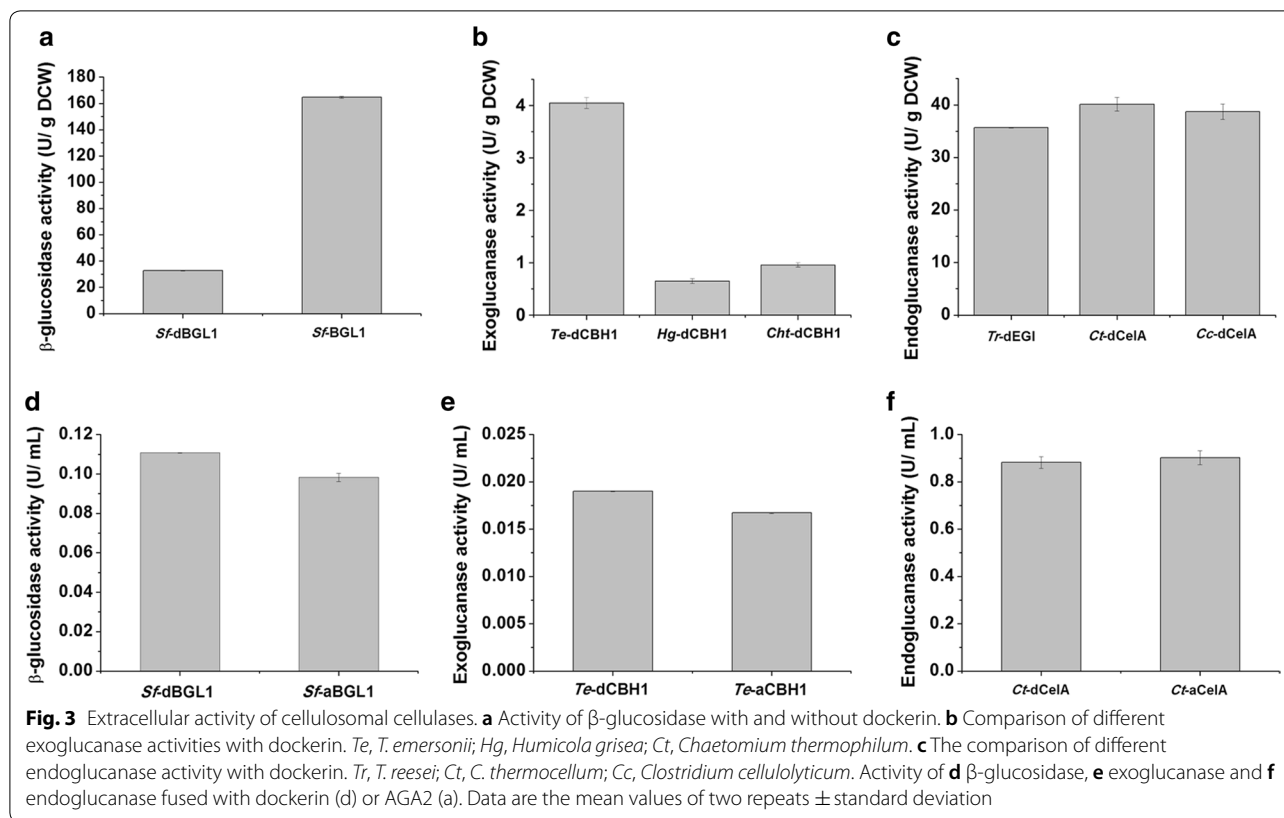 a
β-glucosidase activity (U/ g DCW)
180
160
140
120
100
80
60
40
20
0
Sf-dBGL1
Sf-BGL1
b
Exoglucanase activity (U/ g DCW)
4
3
2
1
0
Te-dCBH1
Hg-dCBH1
Cht-dCBH1
c
Endoglucanase activity (U/ g DCW)
40
30
20
10
0
Tr-dEGI
Ct-dCelA
Cc-dCelA
d
β-glucosidase activity (U/ mL)
0.12
0.10
0.08
0.06
0.04
0.02
0.00
Sf-dBGL1
Sf-aBGL1
e
Exoglucanase activity (U/ mL)
0.025
0.020
0.015
0.010
0.005
0.000
Te-dCBH1
Te-aCBH1
f
Endoglucanase activity (U/ mL)
1.0
0.8
0.6
0.4
0.2
0.0
Ct-dCelA
Ct-aCelA
Fig. 3 Extracellular activity of cellulosomal cellulases. a Activity of β-glucosidase with and without dockerin. b Comparison of different
exoglucanase activities with dockerin. Te, T. emersonii; Hg, Humicola grisea; Ct, Chaetomium thermophilum. c The comparison of different
endoglucanase activity with dockerin. Tr, T. reesei; Ct, C. thermocellum; Cc, Clostridium cellulolyticum. Activity of d β-glucosidase, e exoglucanase and f
endoglucanase fused with dockerin (d) or AGA2 (a). Data are the mean values of two repeats ± standard deviation